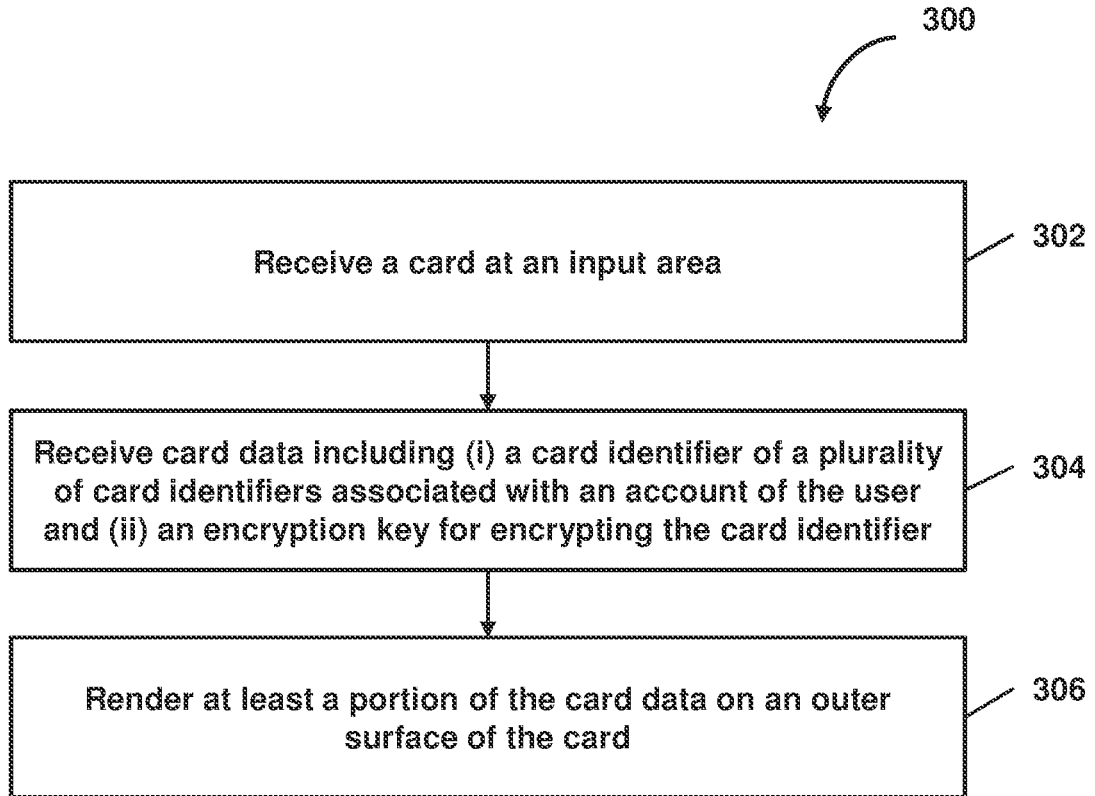 300
Receive a card at an input area
302
Receive card data including (i) a card identifier of a plurality
of card identifiers associated with an account of the user
and (ii) an encryption key for encrypting the card identifier
304
Render at least a portion of the card data on an outer
surface of the card
306